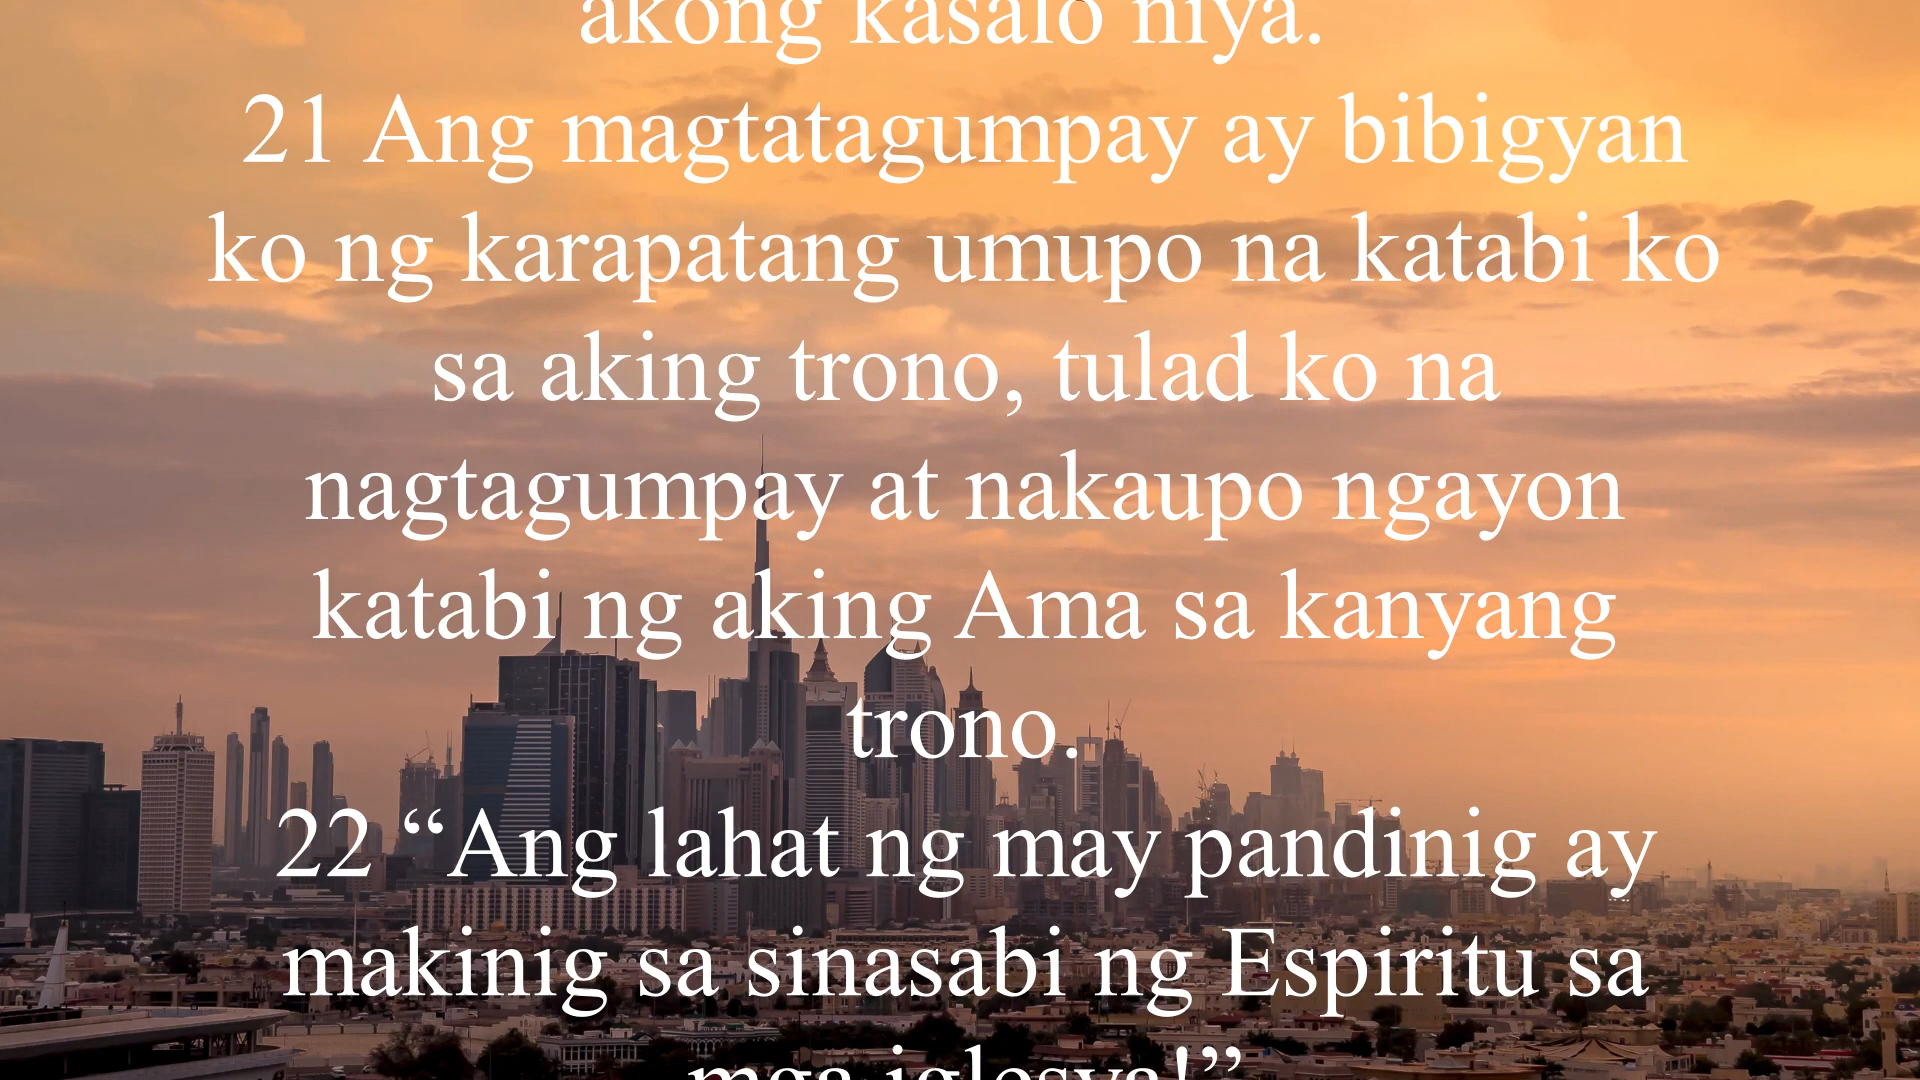 akong kasalo niya.
21 Ang magtatagumpay ay bibigyan
ko ng karapatang umupo na katabi ko
sa aking trono, tulad ko na
nagtagumpay at nakaupo ngayon
katabi ng aking Ama sa kanyang
trono.
22 “Ang lahat ng may pandinig ay
makinig sa sinasabi ng Espiritu sa
mga iglesya!”